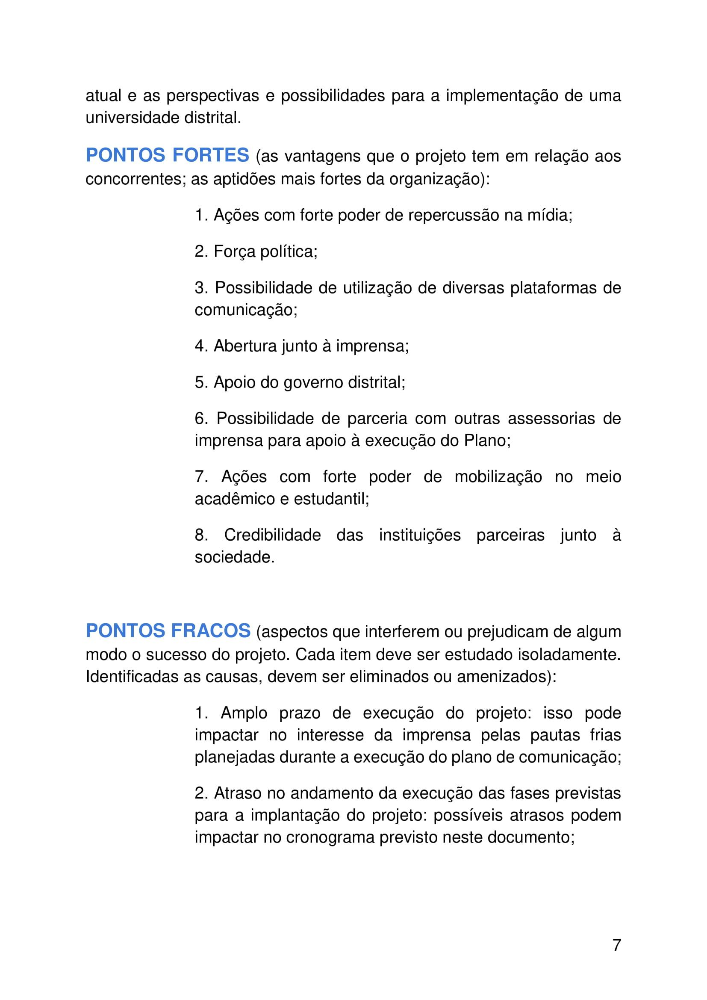 atual e as perspectivas e possibilidades para a implementação de uma
universidade distrital.
PONTOS FORTES (as vantagens que o projeto tem em relação aos
concorrentes; as aptidões mais fortes da organização):
1. Ações com forte poder de repercussão na mídia;
2. Força política;
3. Possibilidade de utilização de diversas plataformas de
comunicação;
4. Abertura junto à imprensa;
5. Apoio do governo distrital;
6. Possibilidade de parceria com outras assessorias de
imprensa para apoio à execução do Plano;
7. Ações com forte poder de mobilização no meio
acadêmico e estudantil;
8. Credibilidade das instituições parceiras junto à
sociedade.
PONTOS FRACOS (aspectos que interferem ou prejudicam de algum
modo o sucesso do projeto. Cada item deve ser estudado isoladamente.
Identificadas as causas, devem ser eliminados ou amenizados):
1. Amplo prazo de execução do projeto: isso pode
impactar no interesse da imprensa pelas pautas frias
planejadas durante a execução do plano de comunicação;
2. Atraso no andamento da execução das fases previstas
para a implantação do projeto: possíveis atrasos podem
impactar no cronograma previsto neste documento;
7